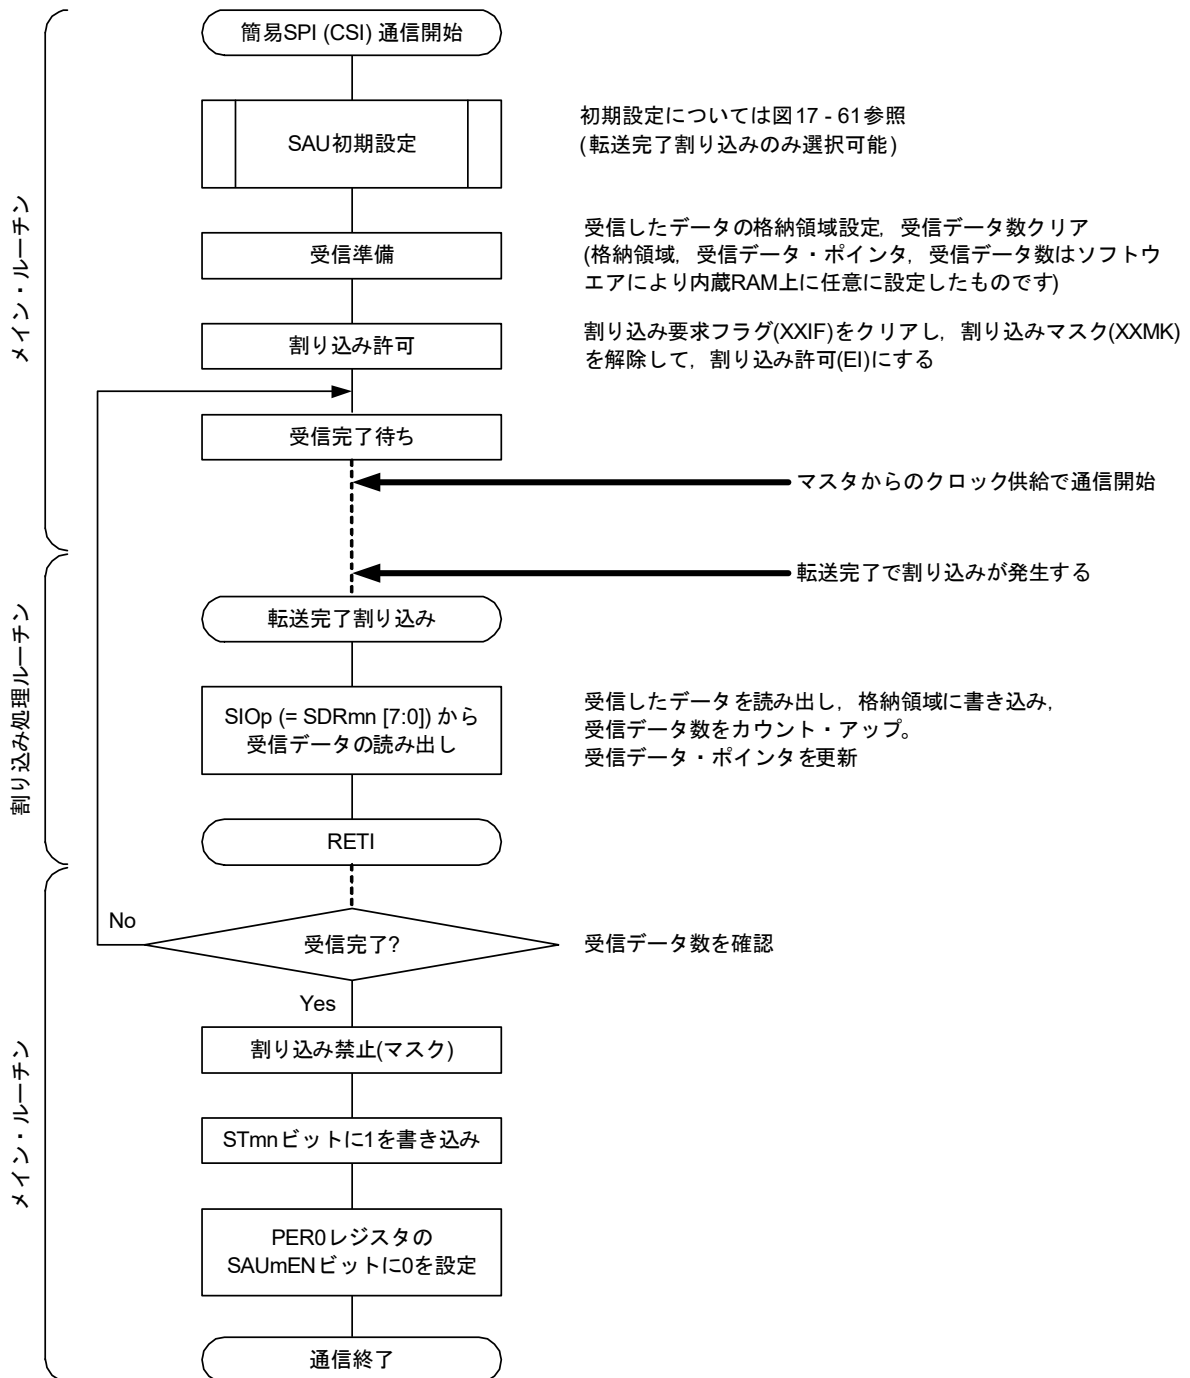 簡易SPI (CSI) 通信開始
SAU初期設定
初期設定については図17 - 61参照
(転送完了割り込みのみ選択可能)
メイン・ルーチン
受信準備
受信したデータの格納領域設定，受信データ数クリア
(格納領域，受信データ・ポインタ，受信データ数はソフトウ
エアにより内蔵RAM上に任意に設定したものです)
割り込み許可
割り込み要求フラグ(XXIF)をクリアし，割り込みマスク(XXMK)
を解除して，割り込み許可(EI)にする
受信完了待ち
マスタからのクロック供給で通信開始
転送完了で割り込みが発生する
割り込み処理ルーチン
転送完了割り込み
SIOp (= SDRmn [7:0]) から
受信データの読み出し
受信したデータを読み出し，格納領域に書き込み，
受信データ数をカウント・アップ。
受信データ・ポインタを更新
RETI
No
受信完了?
受信データ数を確認
Yes
メイン・ルーチン
割り込み禁止(マスク)
STmnビットに1を書き込み
PER0レジスタの
SAUmENビットに0を設定
通信終了